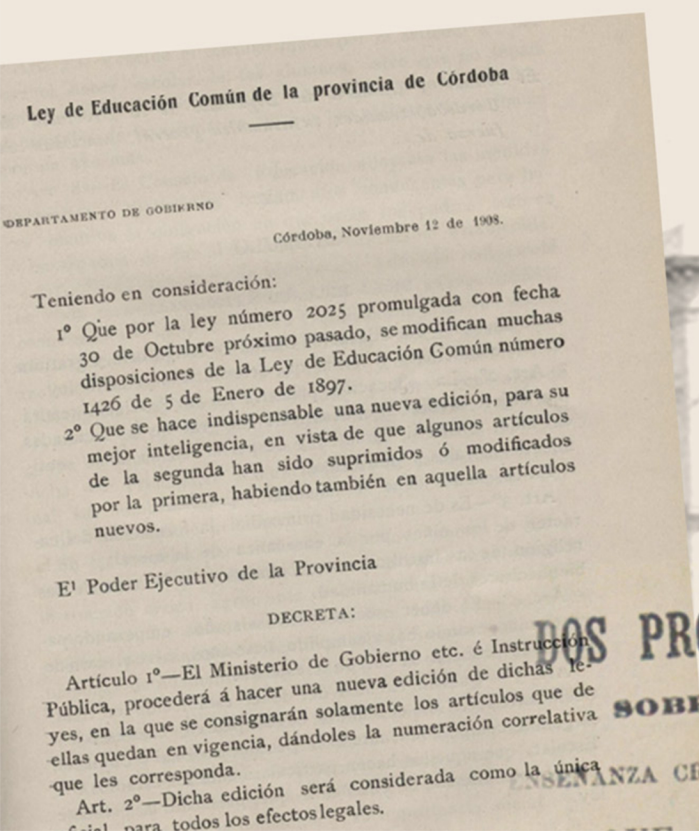 Ley de Educación Común de la provincia de Córdoba
DEPARTAMENTO DE GOBIERNO
Córdoba, Noviembre 12 de 1908.
Teniendo en consideración:
1º Que por la ley número 2025 promulgada con fecha
30 de Octubre próximo pasado, se modifican muchas
disposiciones de la Ley de Educación Gomún número
1426 de 5 de Enero de 1897.
2º Que se hace indispensable una nueva edición, para su
mejor inteligencia, en vista de que algunos artículos
de la segunda han sido suprimidos ó modificados
por la primera, habiendo también en aquella artículos
nuevos.
El Poder Ejecutivo de la Provincia
DECRETA:
Artículo 1º—El Ministerio de Gobierno etc. é Instrucción
Pública, procederá á hacer una nueva edición de dichas le-
yes, en la que se consignarán solamente los artículos que de
ellas quedan en vigencia, dándoles la numeración correlativa
que les corresponda.
Art. 2º—Dicha edición será considerada como la única
para todos los efectos legales.
DOS